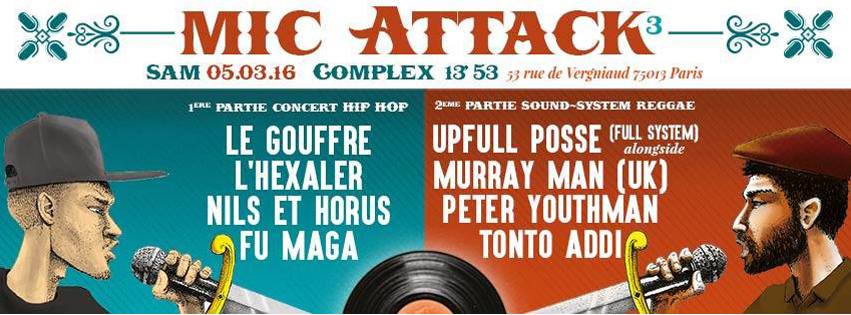 MIC ATTACK 3
SAM 05.03.16 COMPLEX 13'53 53 rue de Vergniaud 75013 Paris
1ERE PARTIE CONCERT HIP HOP
LE GOUFFRE
L'HEXALER
NILS ET HORUS
FU MAGA
2EME PARTIE SOUND~SYSTEM REGGAE
UPFULL POSSE (FULL SYSTEM)
alongside
MURRAY MAN (UK)
PETER YOUTHMAN
TONTO ADDI